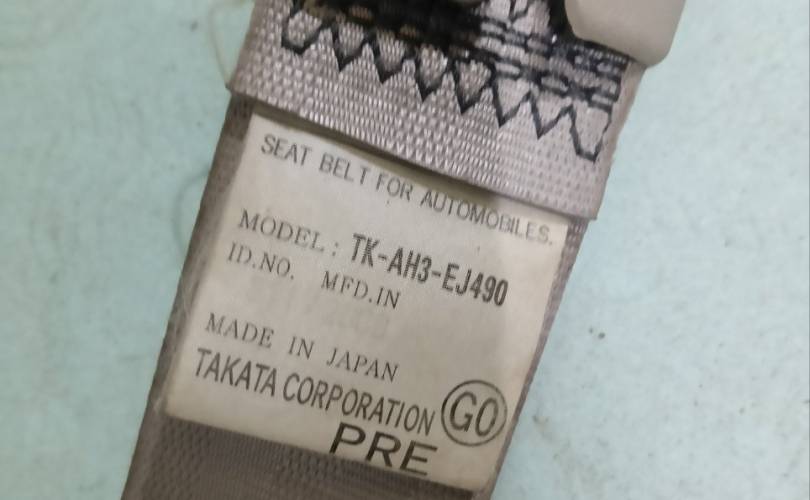 SEAT BELT FOR AUTOMOBILES.
MODEL : TK-AH3-EJ490
ID.NO. MFD.IN
MADE IN JAPAN
TAKATA CORPORATION GO
PRE